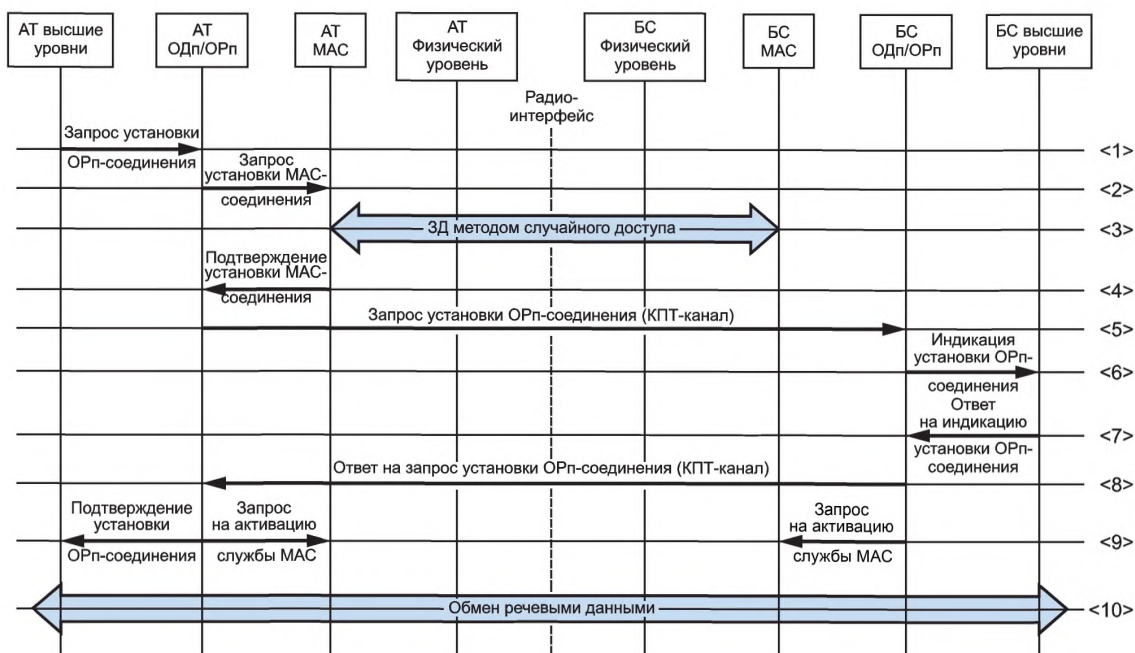 АТ высшие
уровни
АТ
ОДп/ОРп
АТ
МАС
АТ
Физический
уровень
БС
Физический
уровень
БС
МАС
БС
ОДп/ОРп
БС высшие
уровни
Радио-
интерфейс
Запрос установки
ОРп-соединения
<1>
Запрос
установки МАС-
соединения
<2>
ЗД методом случайного доступа
<3>
Подтверждение
установки МАС-
соединения
<4>
Запрос установки ОРп-соединения (КПТ-канал)
<5>
Индикация
установки ОРп-
соединения
<6>
Ответ
на индикацию
установки ОРп-
соединения
<7>
Ответ на запрос установки ОРп-соединения (КПТ-канал)
<8>
Подтверждение
установки
ОРп-соединения
Запрос
на активацию
службы МАС
Запрос
на активацию
службы МАС
<9>
Обмен речевыми данными
<10>